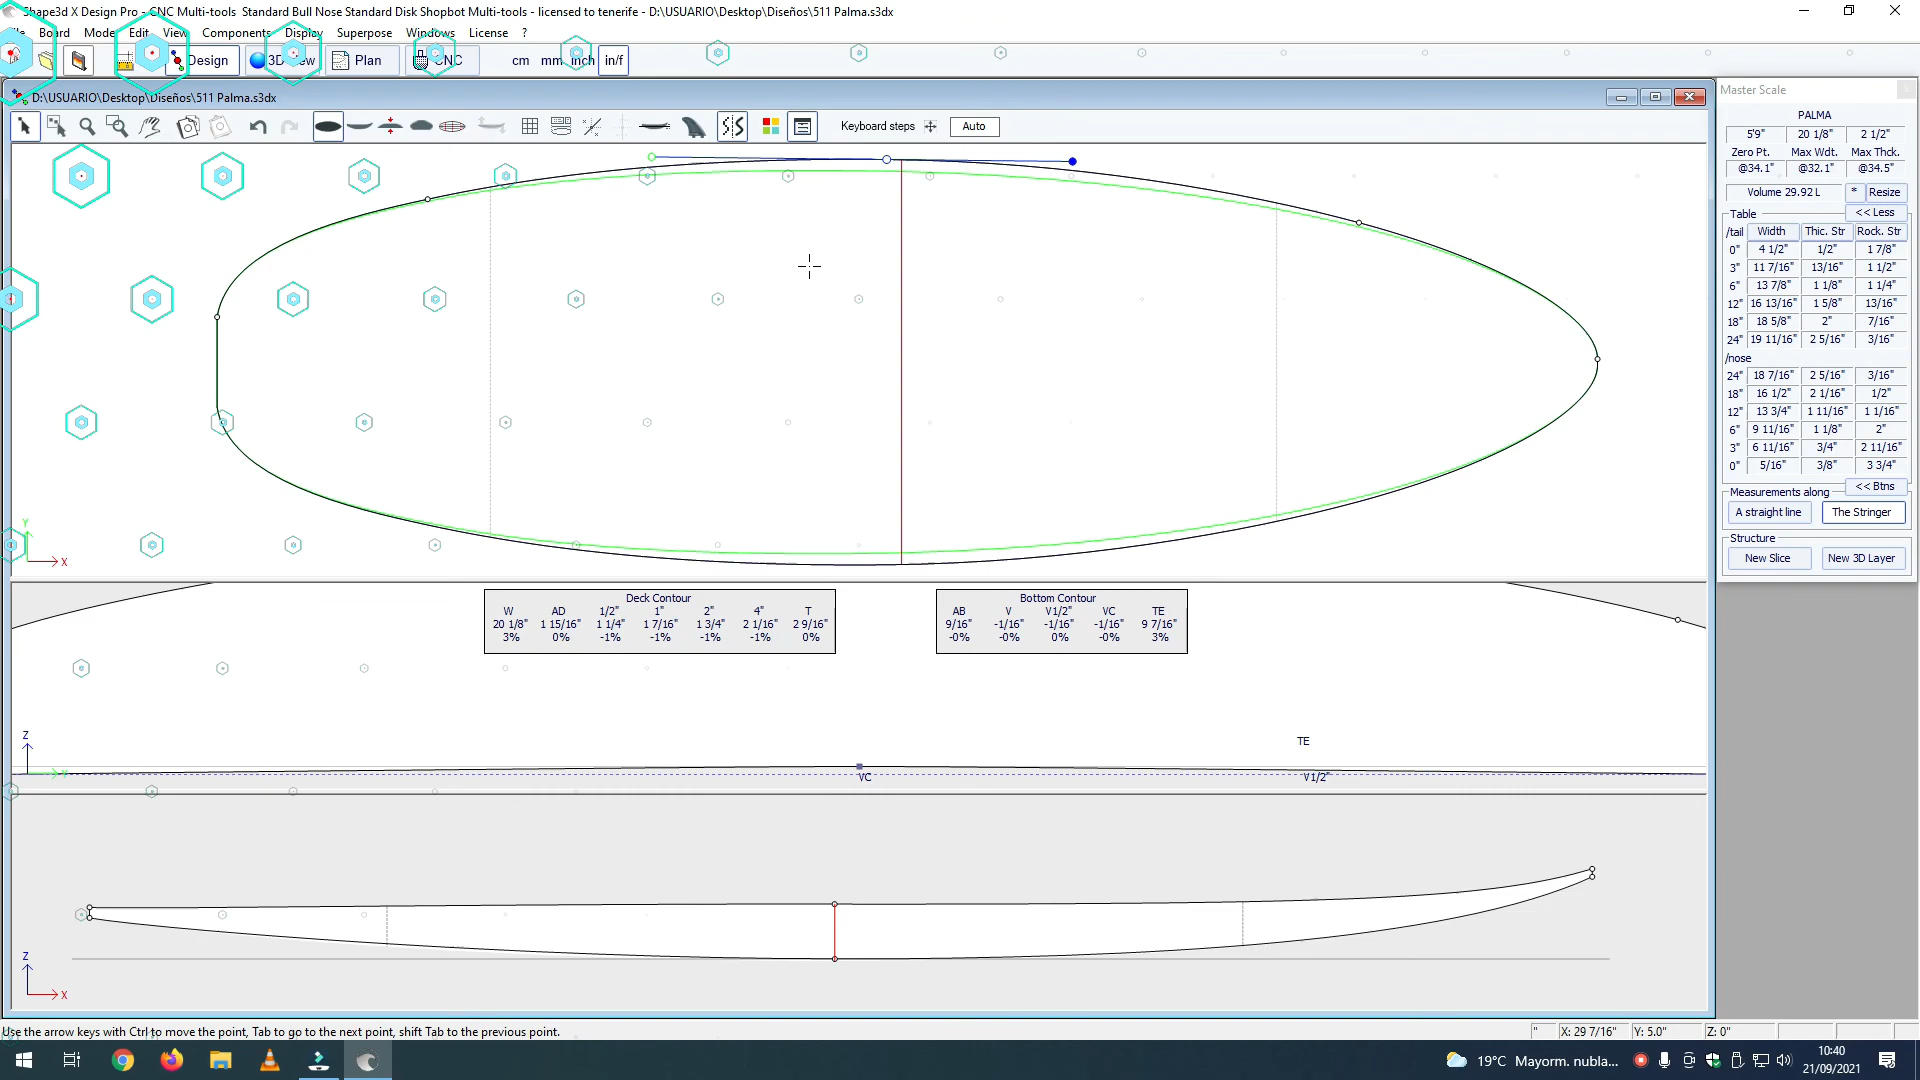 Shape3d X Design Pro - CNC Multi-tools  Standard Bull Nose Standard Disk Shopbot Multi-tools - licensed to tenerife - D:\USUARIO\Desktop\Diseños\511 Palma.s3dx
Board Mode Edit View Components Display Superpose Windows License ?
Design 3D View Plan CNC cm mm inch in/f
D:\USUARIO\Desktop\Diseños\511 Palma.s3dx
Keyboard steps Auto
Y
X
Deck Contour
W AD 1/2" 1" 2" 4" T
20 1/8" 1 15/16" 1 1/4" 1 7/16" 1 3/4" 2 1/16" 2 9/16"
3% 0% -1% -1% -1% -1% 0%
Bottom Contour
AB V V1/2" VC TE
9/16" -1/16" -1/16" -1/16" 9 7/16"
-0% -0% 0% -0% 3%
Z
Y
TE
VC
V1/2"
Z
X
Master Scale
PALMA
5'9" 20 1/8" 2 1/2"
Zero Pt. Max Wdt. Max Thck.
@34.1" @32.1" @34.5"
Volume 29.92 L * Resize
<< Less
Table
/tail Width Thic. Str Rock. Str
0" 4 1/2" 1/2" 1 7/8"
3" 11 7/16" 13/16" 1 1/2"
6" 13 7/8" 1 1/8" 1 1/4"
12" 16 13/16" 1 5/8" 13/16"
18" 18 5/8" 2" 7/16"
24" 19 11/16" 2 5/16" 3/16"
/nose
24" 18 7/16" 2 5/16" 3/16"
18" 16 1/2" 2 1/16" 1/2"
12" 13 3/4" 1 11/16" 1 1/16"
6" 9 11/16" 1 1/8" 2"
3" 6 11/16" 3/4" 2 11/16"
0" 5/16" 3/8" 3 3/4"
<< Btns
Measurements along
A straight line The Stringer
Structure
New Slice New 3D Layer
Use the arrow keys with Ctrl to move the point, Tab to go to the next point, shift Tab to the previous point.
" X: 29 7/16" Y: 5.0" Z: 0"
19°C Mayorm. nubla...
10:40
21/09/2021